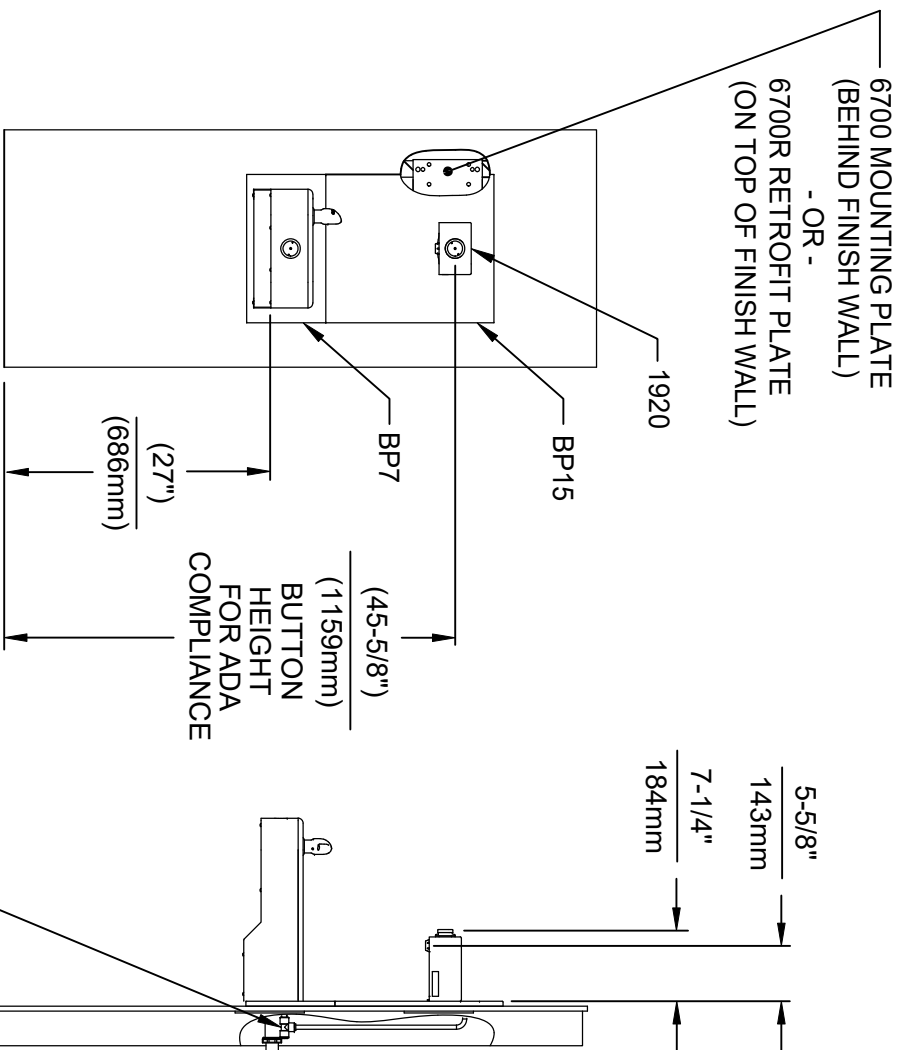 6700 MOUNTING PLATE
(BEHIND FINISH WALL)
- OR -
6700R RETROFIT PLATE
(ON TOP OF FINISH WALL)
1920
BP15
BP7
(27")
(686mm)
(45-5/8")
(1159mm)
BUTTON
HEIGHT
FOR ADA
COMPLIANCE
5-5/8"
143mm
7-1/4"
184mm